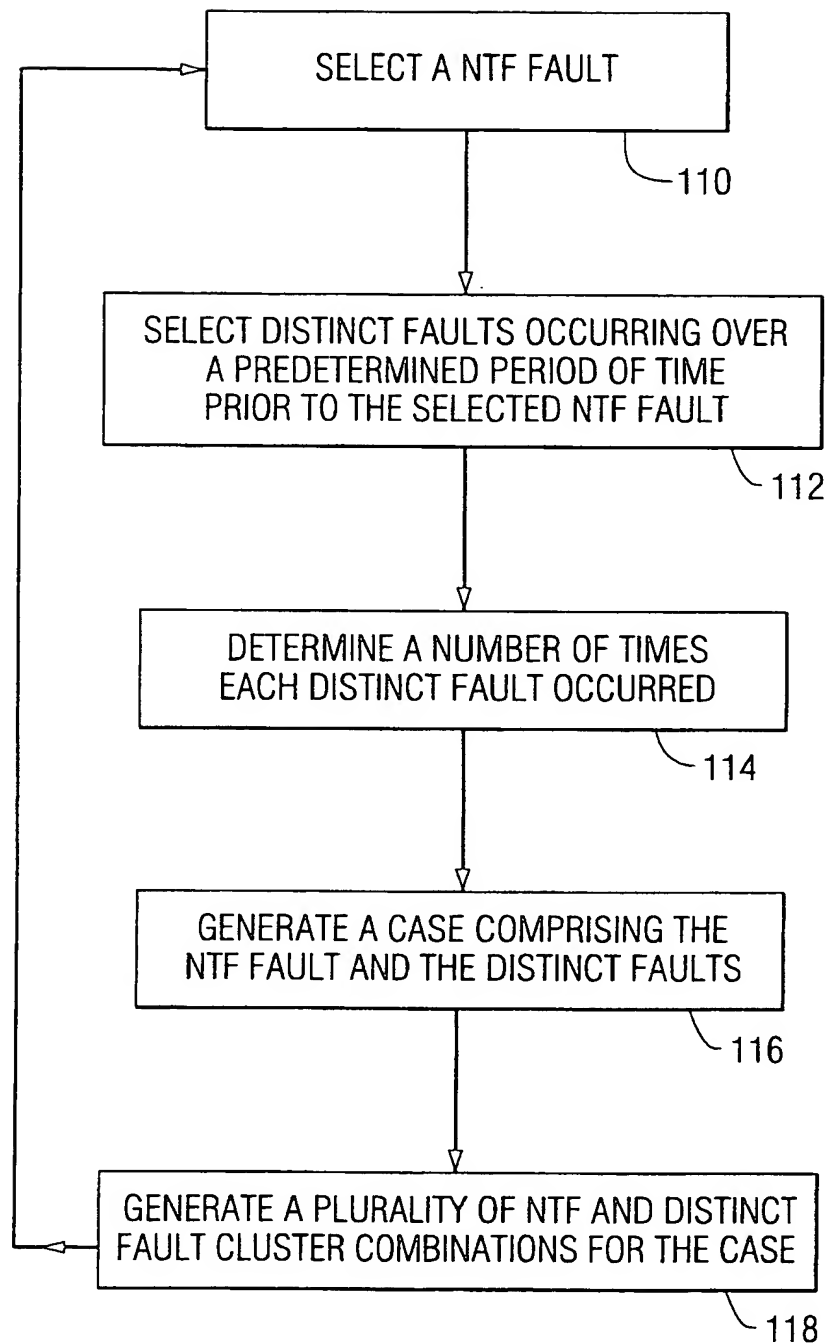 SELECT A NTF FAULT
110
SELECT DISTINCT FAULTS OCCURRING OVER
A PREDETERMINED PERIOD OF TIME
PRIOR TO THE SELECTED NTF FAULT
112
DETERMINE A NUMBER OF TIMES
EACH DISTINCT FAULT OCCURRED
114
GENERATE A CASE COMPRISING THE
NTF FAULT AND THE DISTINCT FAULTS
116
GENERATE A PLURALITY OF NTF AND DISTINCT
FAULT CLUSTER COMBINATIONS FOR THE CASE
118